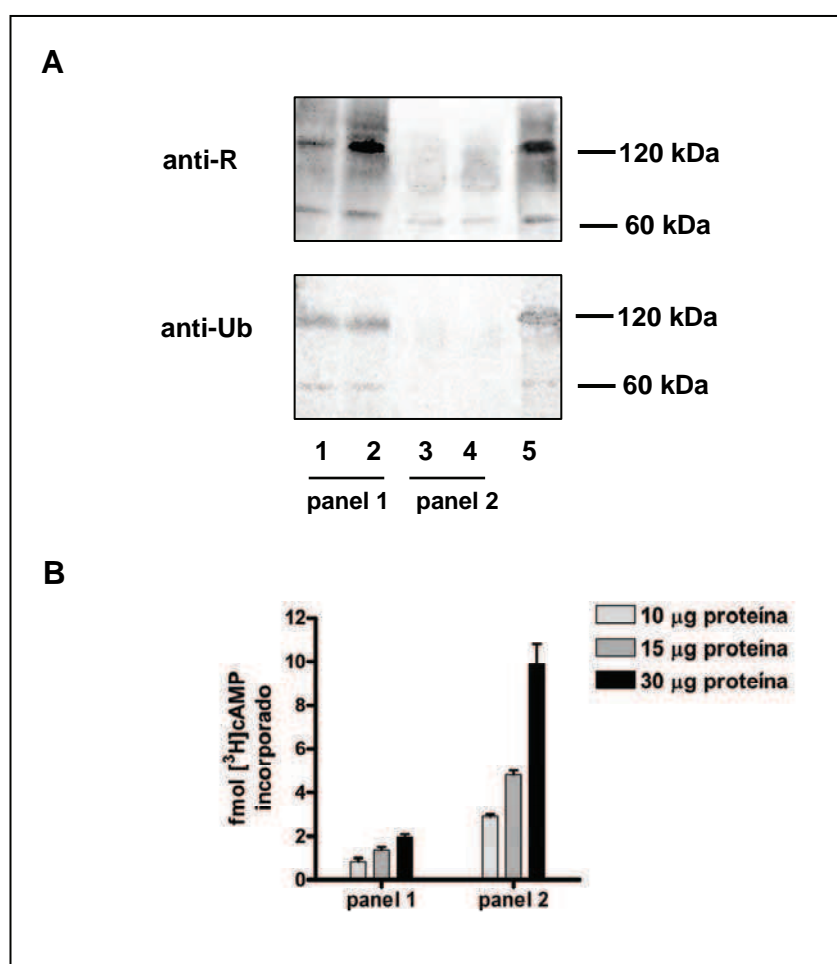 A
anti-R
120 kDa
60 kDa
anti-Ub
120 kDa
60 kDa
1 2 3 4 5
panel 1 panel 2
B
fmol [³H]cAMP
incorporado
12
10
8
6
4
2
0
panel 1 panel 2
10 μg proteína
15 μg proteína
30 μg proteína